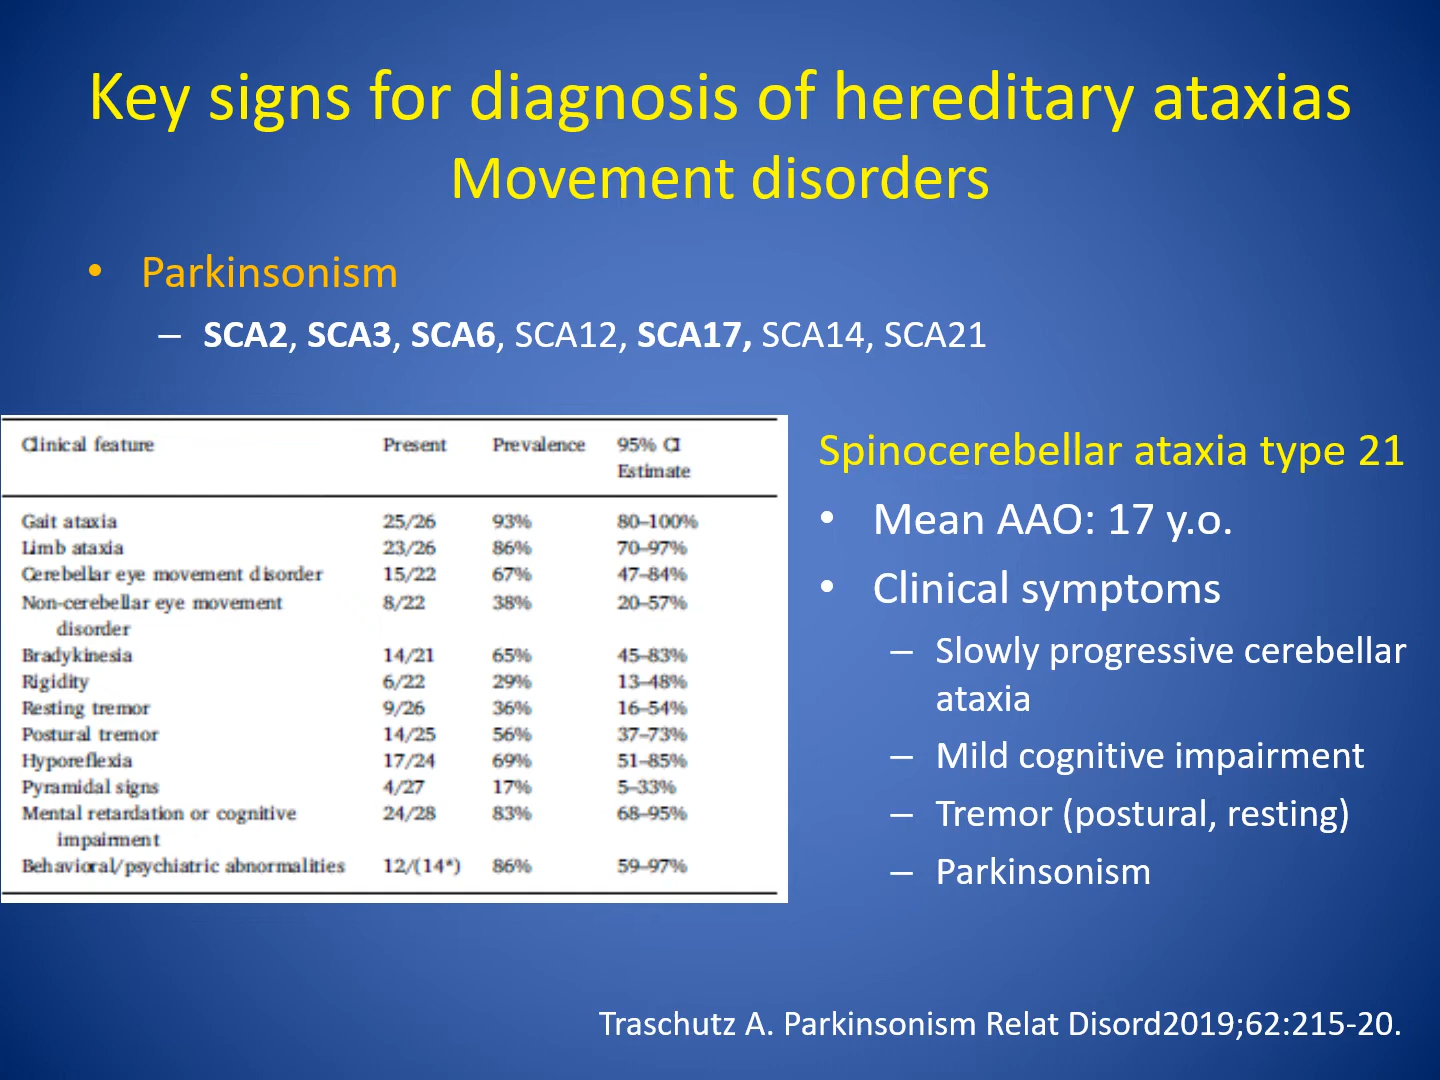 Key signs for diagnosis of hereditary ataxias
Movement disorders
• Parkinsonism
– SCA2, SCA3, SCA6, SCA12, SCA17, SCA14, SCA21
Clinical feature Present Prevalence 95% CI
Estimate
Gait ataxia 25/26 93% 80–100%
Limb ataxia 23/26 86% 70–97%
Cerebellar eye movement disorder 15/22 67% 47–84%
Non-cerebellar eye movement 8/22 38% 20–57%
disorder
Bradykinesia 14/21 65% 45–83%
Rigidity 6/22 29% 13–48%
Resting tremor 9/26 36% 16–54%
Postural tremor 14/25 56% 37–73%
Hyporeflexia 17/24 69% 51–85%
Pyramidal signs 4/27 17% 5–33%
Mental retardation or cognitive 24/28 83% 68–95%
impairment
Behavioral/psychiatric abnormalities 12/(14*) 86% 59–97%
Spinocerebellar ataxia type 21
• Mean AAO: 17 y.o.
• Clinical symptoms
– Slowly progressive cerebellar
ataxia
– Mild cognitive impairment
– Tremor (postural, resting)
– Parkinsonism
Traschutz A. Parkinsonism Relat Disord2019;62:215-20.